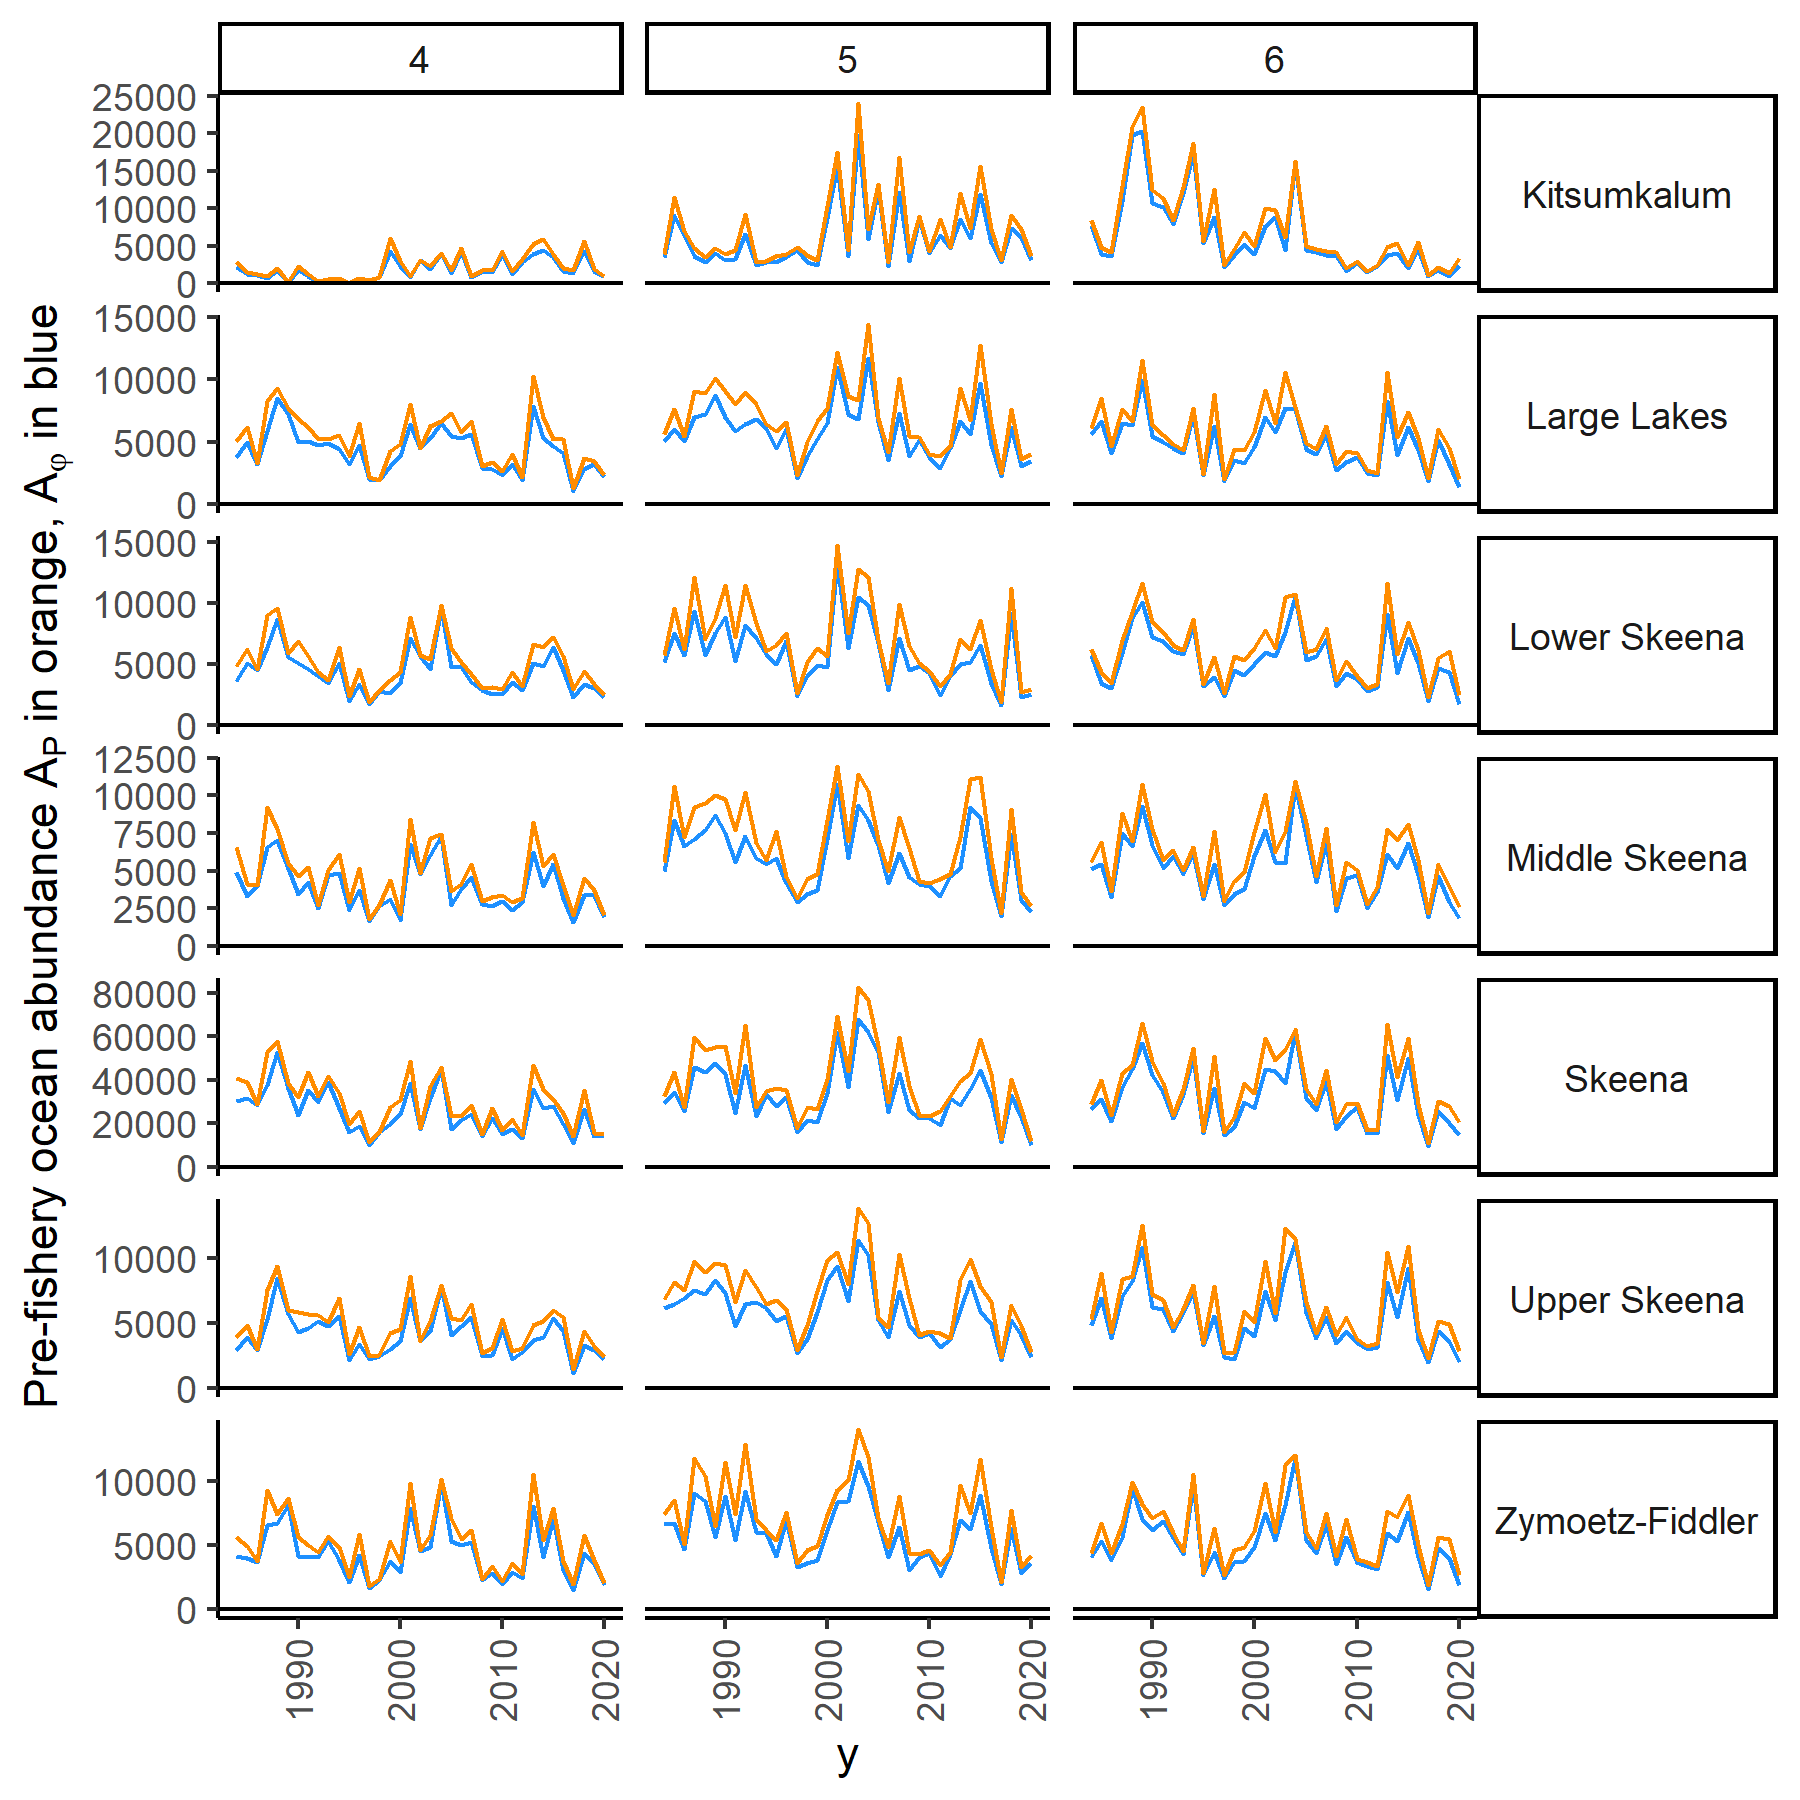 4 5 6
Pre-fishery ocean abundance AP in orange, Aφ in blue
25000
20000
15000
10000
5000
0
Kitsumkalum
15000
10000
5000
0
Large Lakes
15000
10000
5000
0
Lower Skeena
12500
10000
7500
5000
2500
0
Middle Skeena
80000
60000
40000
20000
0
Skeena
10000
5000
0
Upper Skeena
10000
5000
0
Zymoetz-Fiddler
1990 2000 2010 2020 1990 2000 2010 2020 1990 2000 2010 2020
y